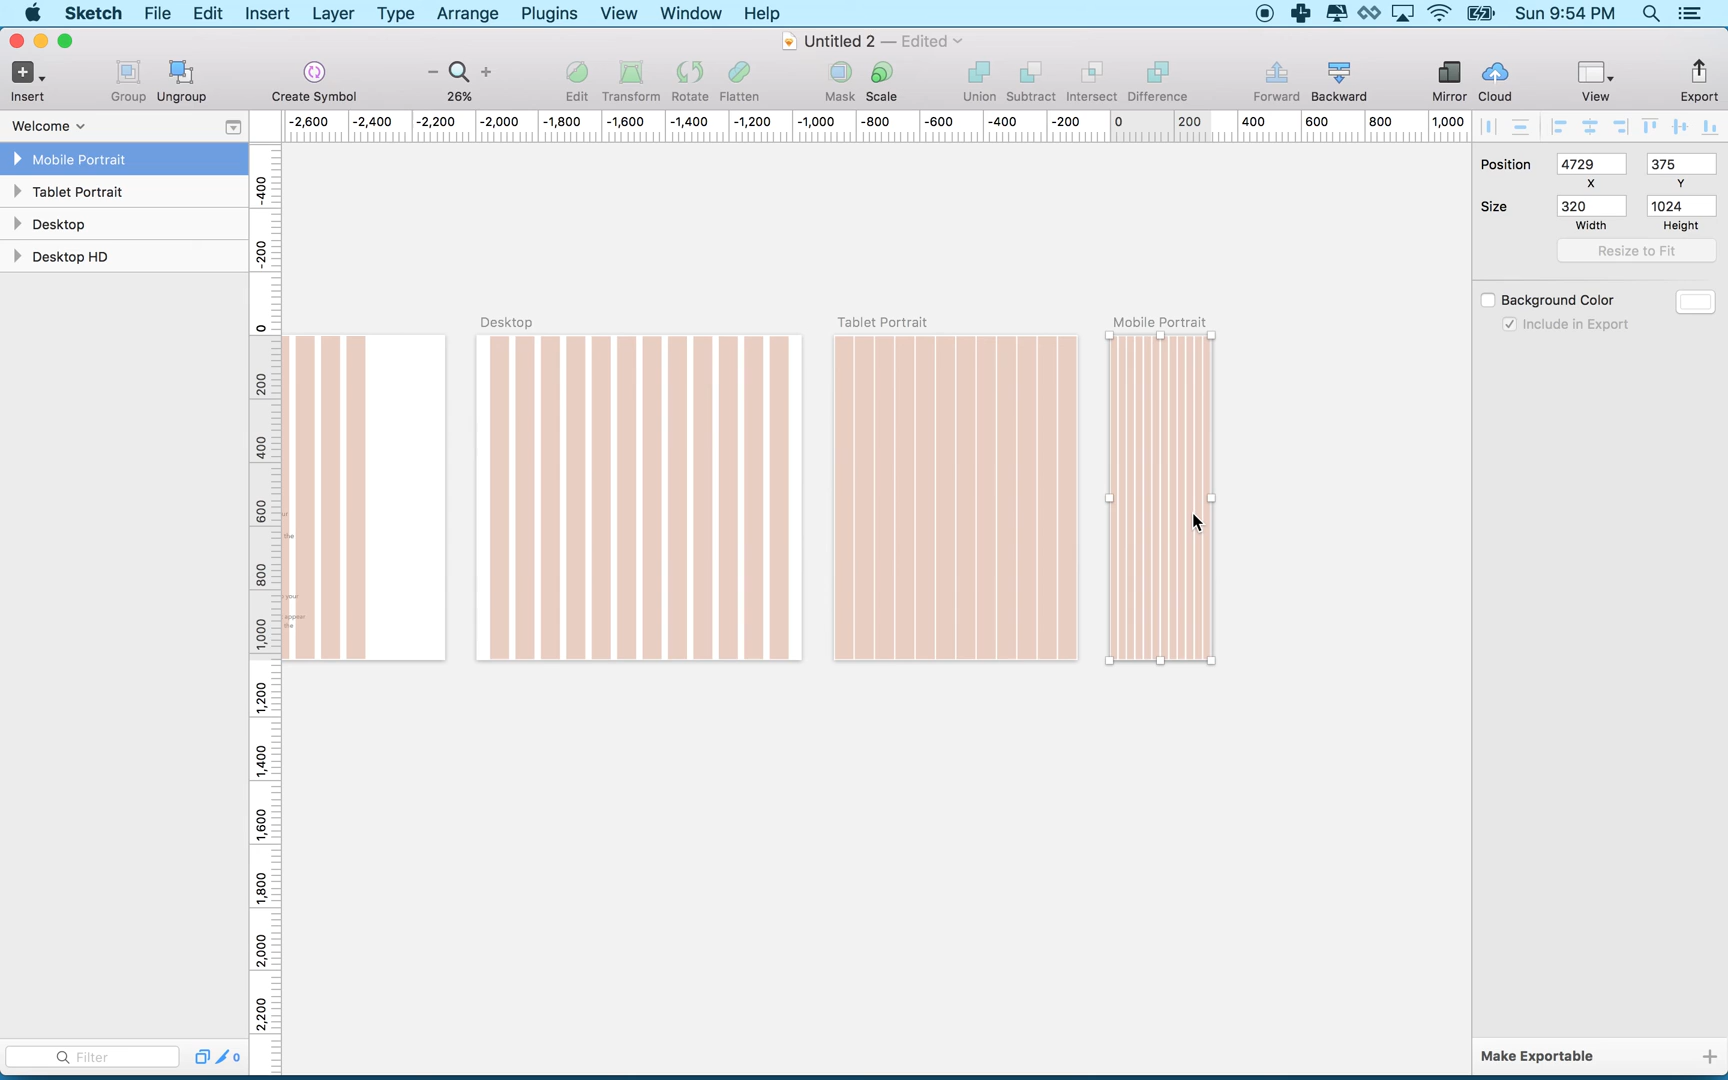 Sketch File Edit Insert Layer Type Arrange Plugins View Window Help Sun 9:54 PM
Untitled 2 — Edited
Insert Group Ungroup Create Symbol 26% Edit Transform Rotate Flatten Mask Scale Union Subtract Intersect Difference Forward Backward Mirror Cloud View Export
Welcome
-2,600 -2,400 -2,200 -2,000 -1,800 -1,600 -1,400 -1,200 -1,000 -800 -600 -400 -200 0 200 400 600 800 1,000
Mobile Portrait
Tablet Portrait
Desktop
Desktop HD
-400
-200
0
200
400
600
800
1,000
1,200
1,400
1,600
1,800
2,000
2,200
Desktop Tablet Portrait Mobile Portrait
the
your
appear
the
Position 4729 375
X Y
Size 320 1024
Width Height
Resize to Fit
Background Color
Include in Export
Filter 0
Make Exportable